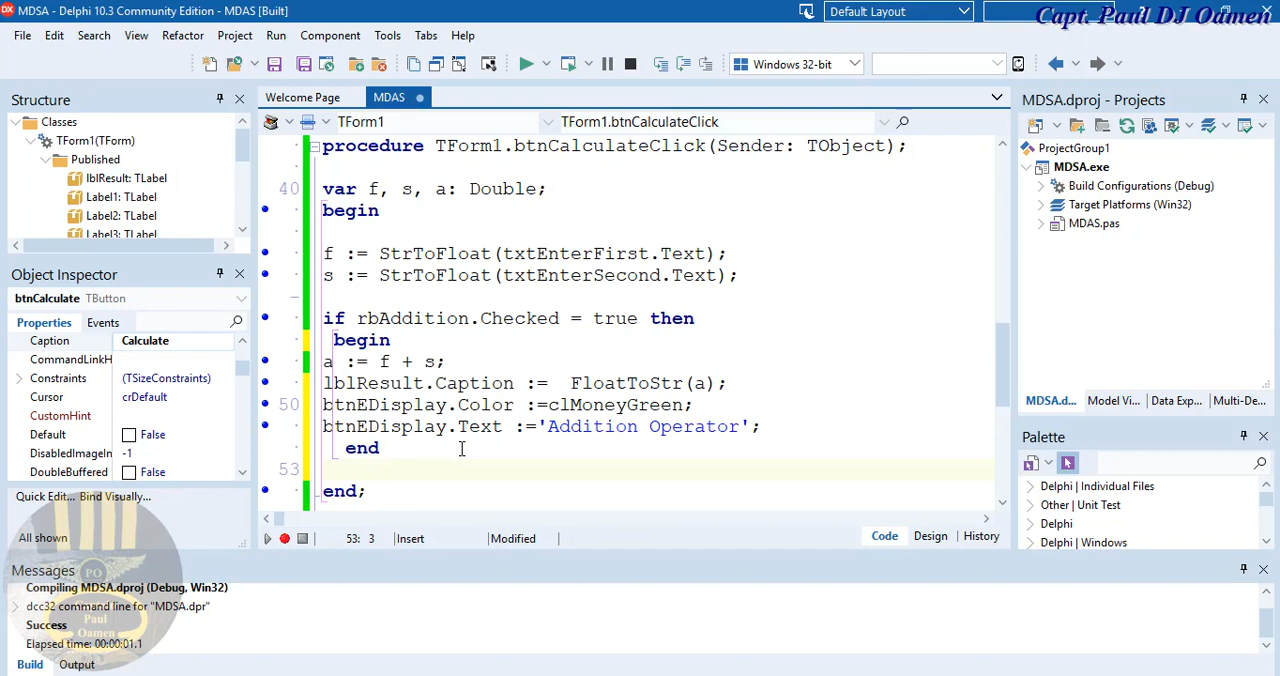 MDSA - Delphi 10.3 Community Edition - MDAS [Built]
Default Layout
Capt. Paul DJ Oamen
File Edit Search View Refactor Project Run Component Tools Tabs Help
Windows 32-bit
Structure
Classes
TForm1(TForm)
Published
lblResult: TLabel
Label1: TLabel
Label2: TLabel
Label3: TLabel
Object Inspector
btnCalculate TButton
Properties Events
Caption Calculate
CommandLinkH
Constraints (TSizeConstraints)
Cursor crDefault
CustomHint
Default False
DisabledImageIn -1
DoubleBuffered False
Quick Edit... Bind Visually...
All shown
Welcome Page MDAS
TForm1 TForm1.btnCalculateClick
procedure TForm1.btnCalculateClick(Sender: TObject);
40 var f, s, a: Double;
begin
f := StrToFloat(txtEnterFirst.Text);
s := StrToFloat(txtEnterSecond.Text);
if rbAddition.Checked = true then
begin
a := f + s;
lblResult.Caption := FloatToStr(a);
50 btnEDisplay.Color :=clMoneyGreen;
btnEDisplay.Text :='Addition Operator';
end
53
end;
53: 3 Insert Modified Code Design History
MDSA.dproj - Projects
ProjectGroup1
MDSA.exe
Build Configurations (Debug)
Target Platforms (Win32)
MDAS.pas
MDSA.d... Model Vi... Data Exp... Multi-De...
Palette
Delphi | Individual Files
Other | Unit Test
Delphi
Delphi | Windows
Messages
Compiling MDSA.dproj (Debug, Win32)
dcc32 command line for "MDSA.dpr"
Success
Elapsed time: 00:00:01.1
Build Output
PO
Capt.
Paul
Oamen